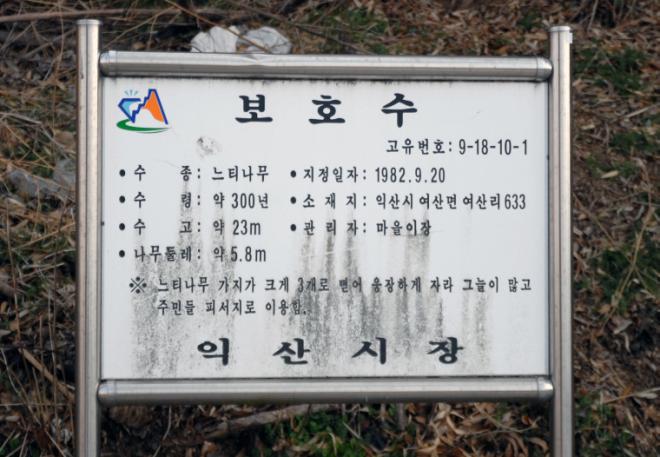 보호수
고유번호: 9-18-10-1
• 수 종: 느티나무 • 지정일자: 1982.9.20
• 수 령: 약 300년 • 소 재 지: 익산시 여산면 여산리 633
• 수 고: 약 23m • 관 리 자: 마을이장
• 나무둘레: 약 5.8m
※ 느티나무 가지가 크게 3개로 뻗어 웅장하게 자라 그늘이 많고
주민들 피서지로 이용함.
익산시장